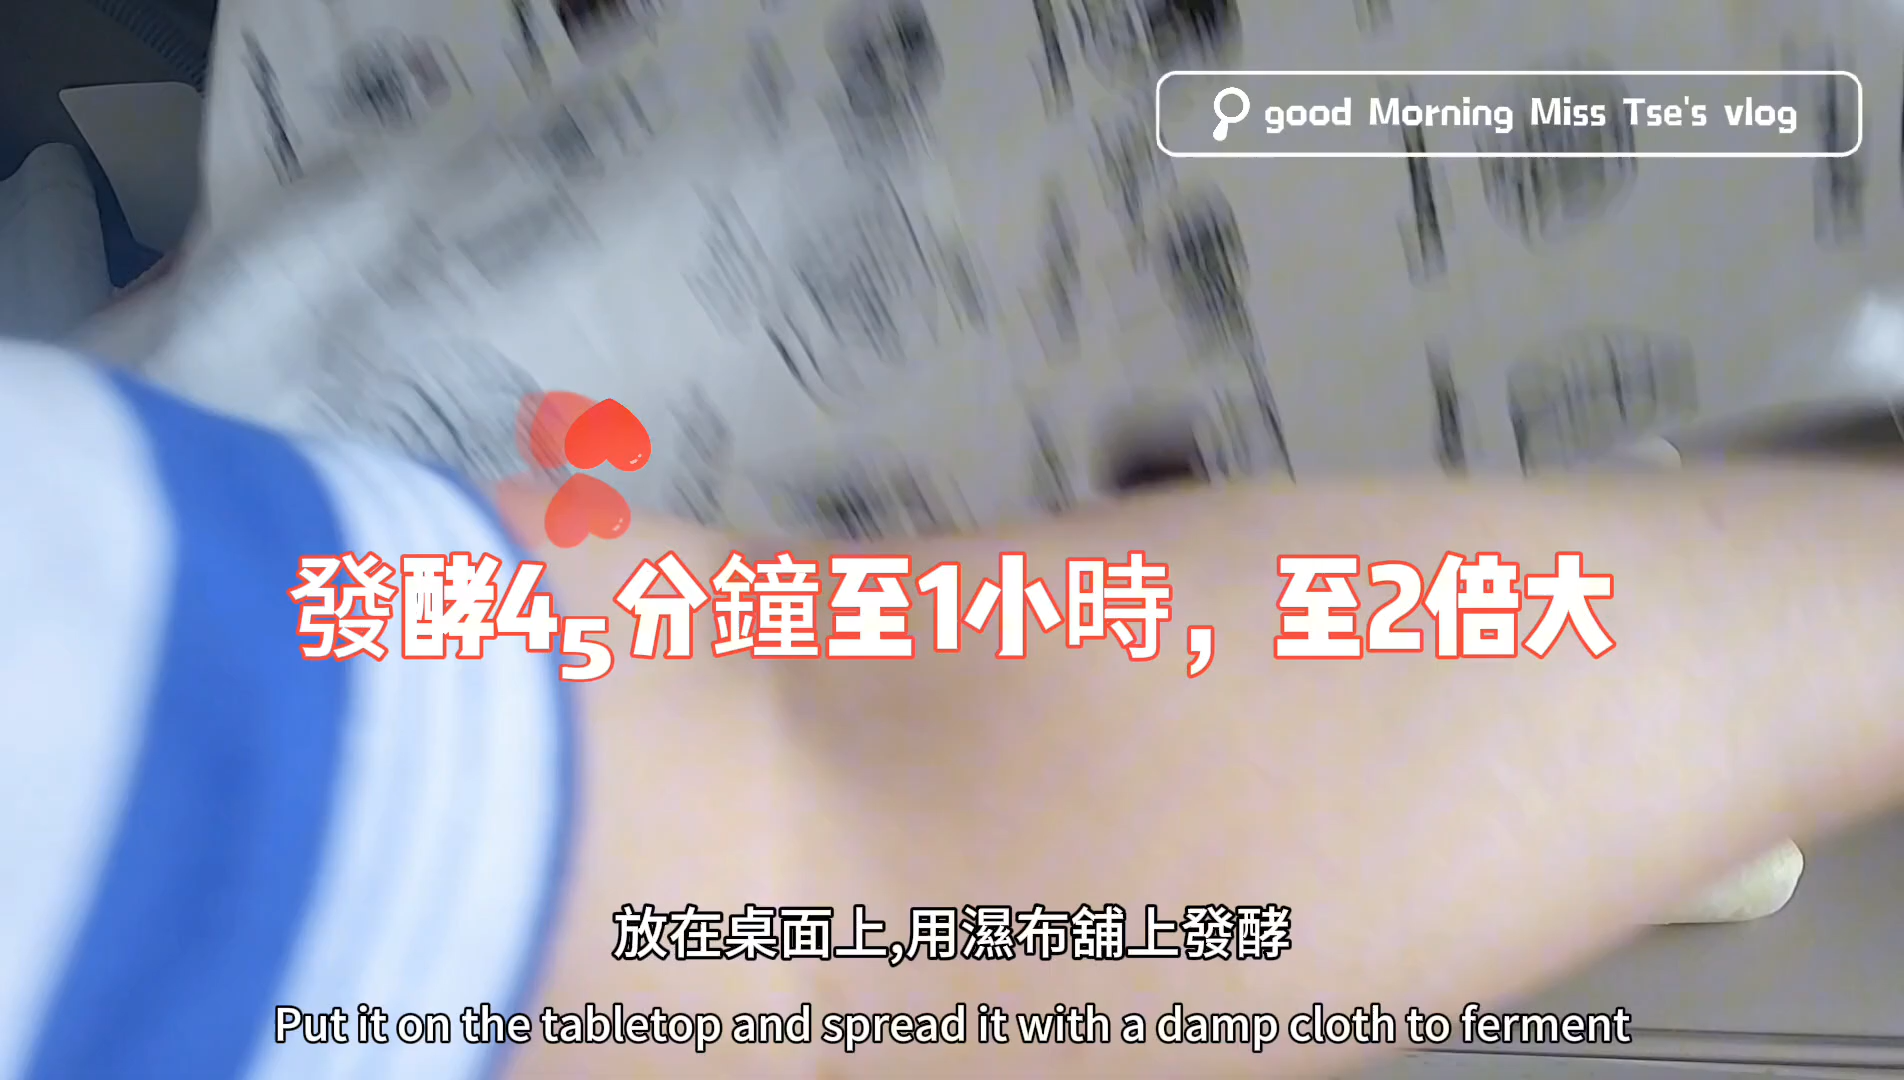 good Morning Miss Tse's vlog
發酵45分鐘至1小時，至2倍大
放在桌面上,用濕布舖上發酵
Put it on the tabletop and spread it with a damp cloth to ferment